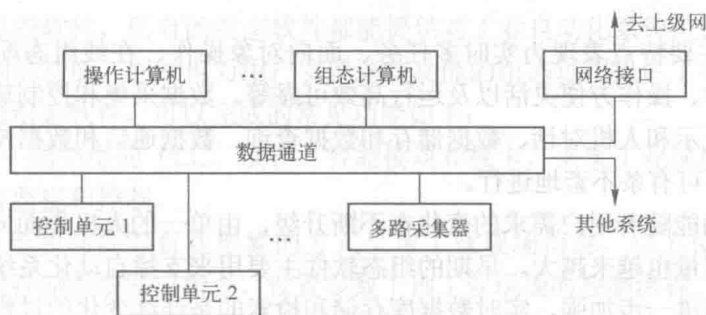 去上级网
操作计算机 … 组态计算机 网络接口
数据通道
控制单元 1 … 多路采集器 其他系统
控制单元 2